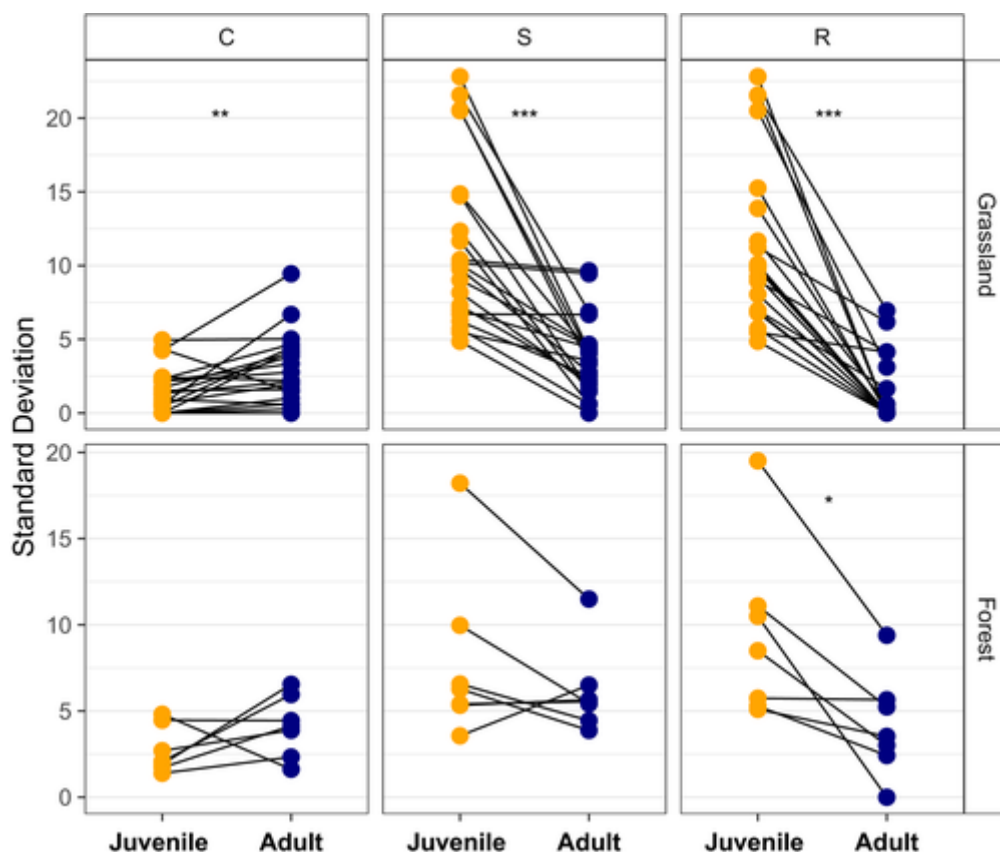 C S R
** *** ***
20
15
10
5
0
Grassland
*
20
15
10
5
0
Forest
Standard Deviation
Juvenile Adult Juvenile Adult Juvenile Adult